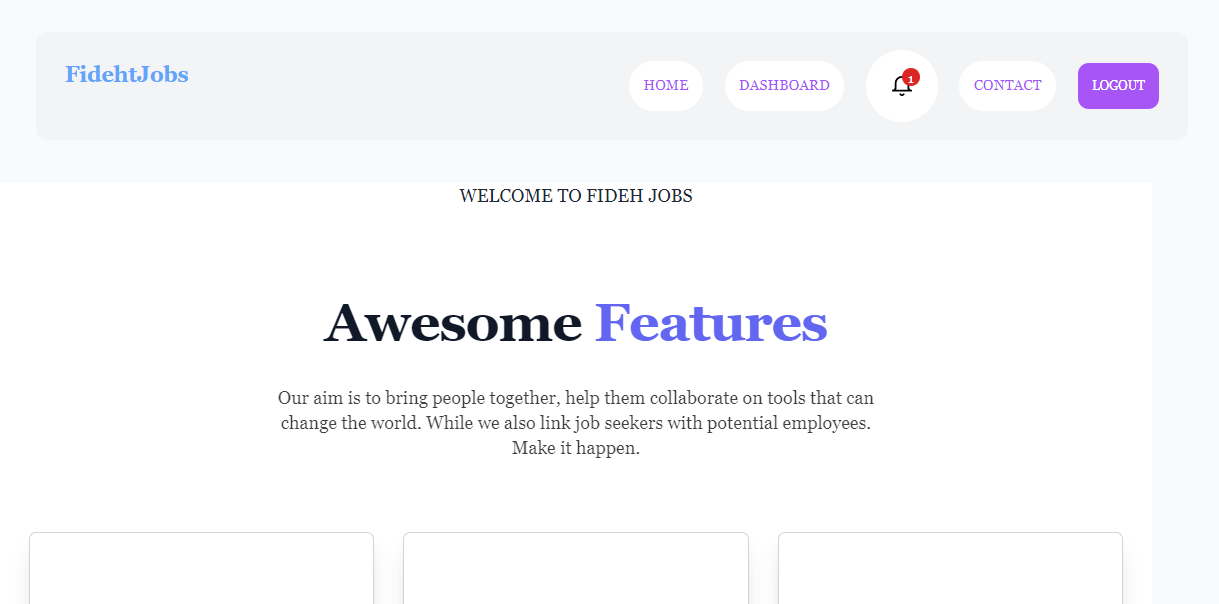 FidehtJobs
HOME
DASHBOARD
1
CONTACT
LOGOUT
WELCOME TO FIDEH JOBS
Awesome Features
Our aim is to bring people together, help them collaborate on tools that can
change the world. While we also link job seekers with potential employees.
Make it happen.